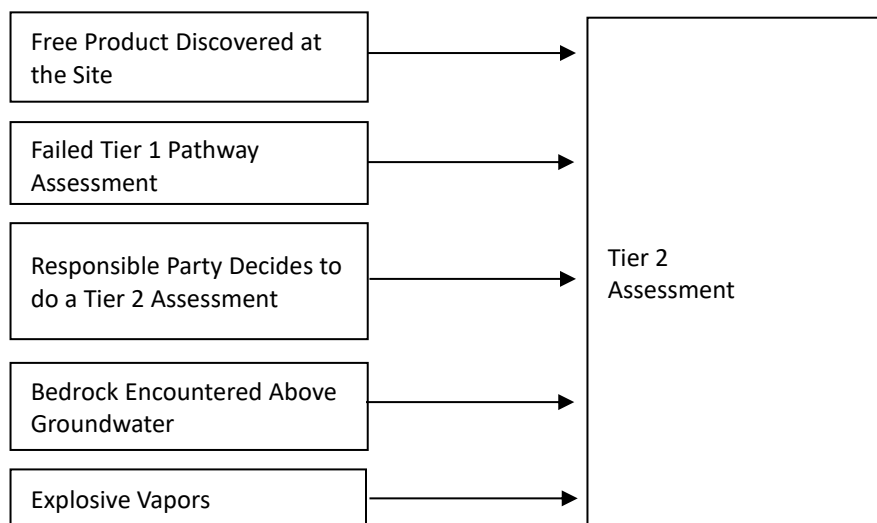 Free Product Discovered at
the Site
Failed Tier 1 Pathway
Assessment
Responsible Party Decides to
do a Tier 2 Assessment
Bedrock Encountered Above
Groundwater
Explosive Vapors
Tier 2
Assessment